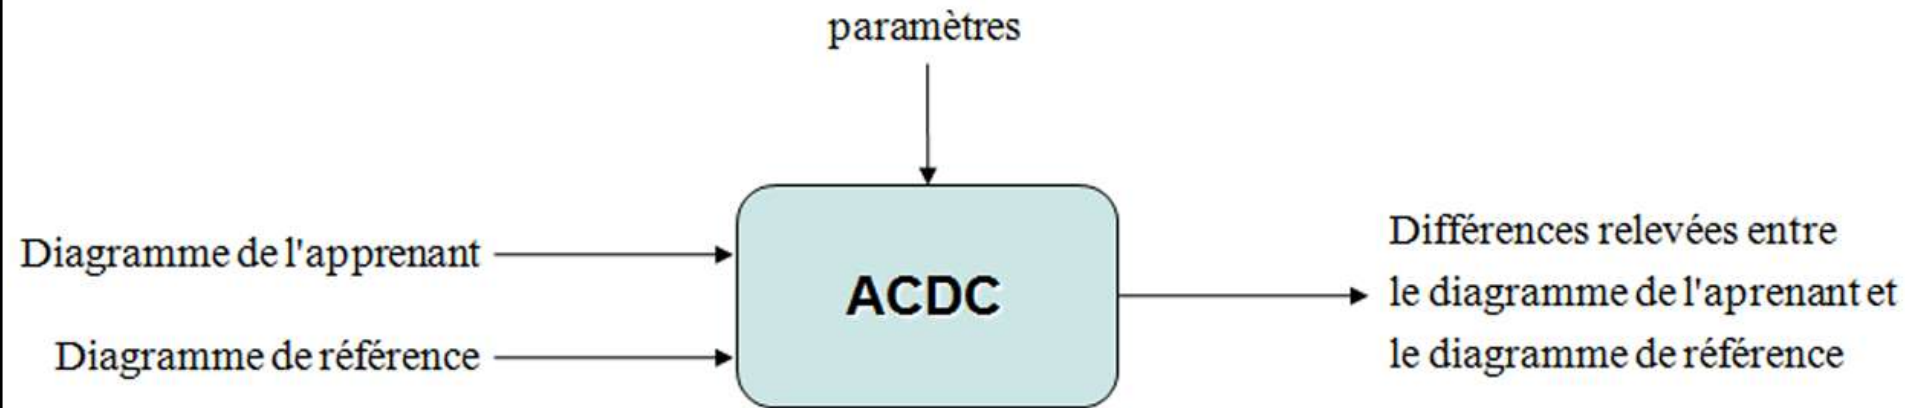 paramètres
Diagramme de l'apprenant
Diagramme de référence
ACDC
Différences relevées entre
le diagramme de l'aprenant et
le diagramme de référence